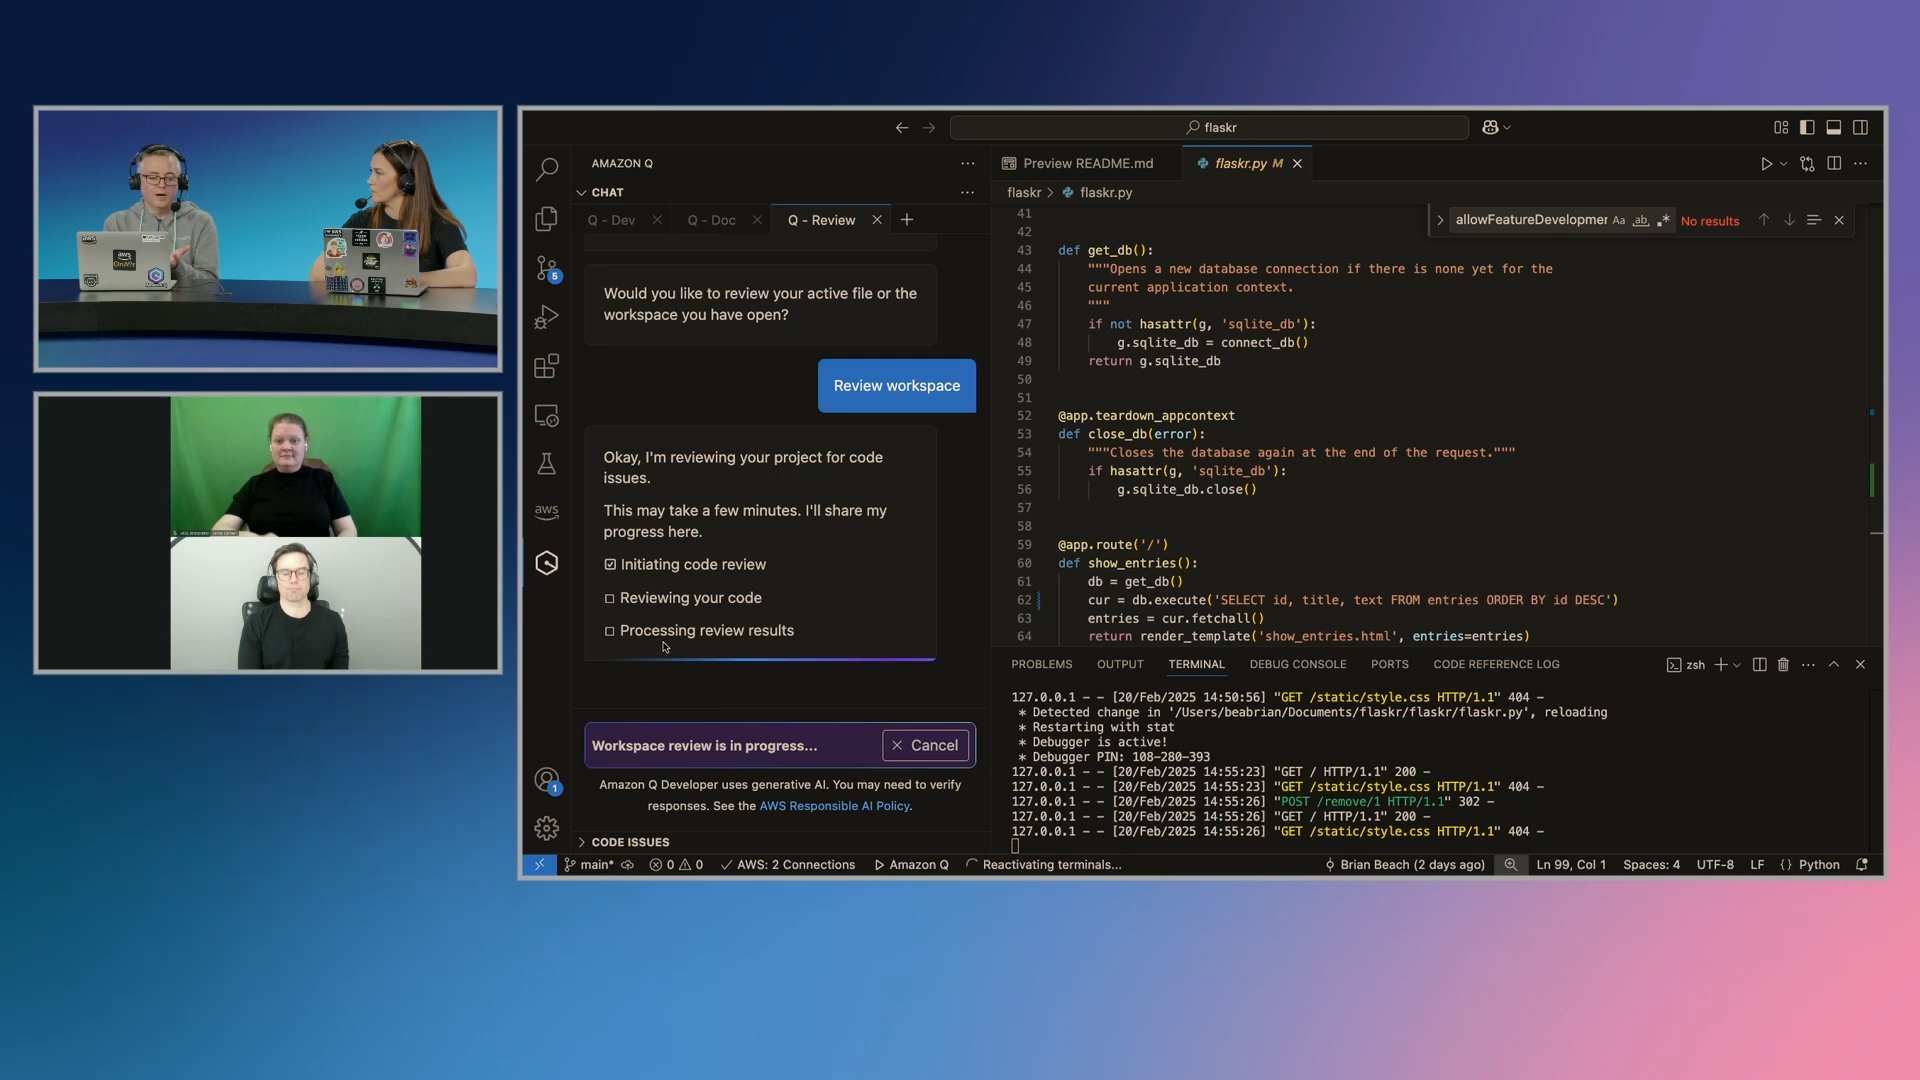 flaskr
AMAZON Q
CHAT
Q - Dev
Q - Doc
Q - Review
Would you like to review your active file or the
workspace you have open?
Review workspace
Okay, I'm reviewing your project for code
issues.
This may take a few minutes. I'll share my
progress here.
Initiating code review
Reviewing your code
Processing review results
Workspace review is in progress...
Cancel
Amazon Q Developer uses generative AI. You may need to verify
responses. See the AWS Responsible AI Policy.
CODE ISSUES
aws
5
1
Preview README.md
flaskr.py M
flaskr > flaskr.py
allowFeatureDevelopmer Aa ab .* No results
41
42
43 def get_db():
44 """Opens a new database connection if there is none yet for the
45 current application context.
46 """
47 if not hasattr(g, 'sqlite_db'):
48 g.sqlite_db = connect_db()
49 return g.sqlite_db
50
51
52 @app.teardown_appcontext
53 def close_db(error):
54 """Closes the database again at the end of the request."""
55 if hasattr(g, 'sqlite_db'):
56 g.sqlite_db.close()
57
58
59 @app.route('/')
60 def show_entries():
61 db = get_db()
62 cur = db.execute('SELECT id, title, text FROM entries ORDER BY id DESC')
63 entries = cur.fetchall()
64 return render_template('show_entries.html', entries=entries)
PROBLEMS OUTPUT TERMINAL DEBUG CONSOLE PORTS CODE REFERENCE LOG zsh
127.0.0.1 - - [20/Feb/2025 14:50:56] "GET /static/style.css HTTP/1.1" 404 -
* Detected change in '/Users/beabrian/Documents/flaskr/flaskr/flaskr.py', reloading
* Restarting with stat
* Debugger is active!
* Debugger PIN: 108-280-393
127.0.0.1 - - [20/Feb/2025 14:55:23] "GET / HTTP/1.1" 200 -
127.0.0.1 - - [20/Feb/2025 14:55:23] "GET /static/style.css HTTP/1.1" 404 -
127.0.0.1 - - [20/Feb/2025 14:55:26] "POST /remove/1 HTTP/1.1" 302 -
127.0.0.1 - - [20/Feb/2025 14:55:26] "GET / HTTP/1.1" 200 -
127.0.0.1 - - [20/Feb/2025 14:55:26] "GET /static/style.css HTTP/1.1" 404 -
main* 0 0 AWS: 2 Connections Amazon Q Reactivating terminals... Brian Beach (2 days ago) Ln 99, Col 1 Spaces: 4 UTF-8 LF {} Python
aws
aws
OnAir